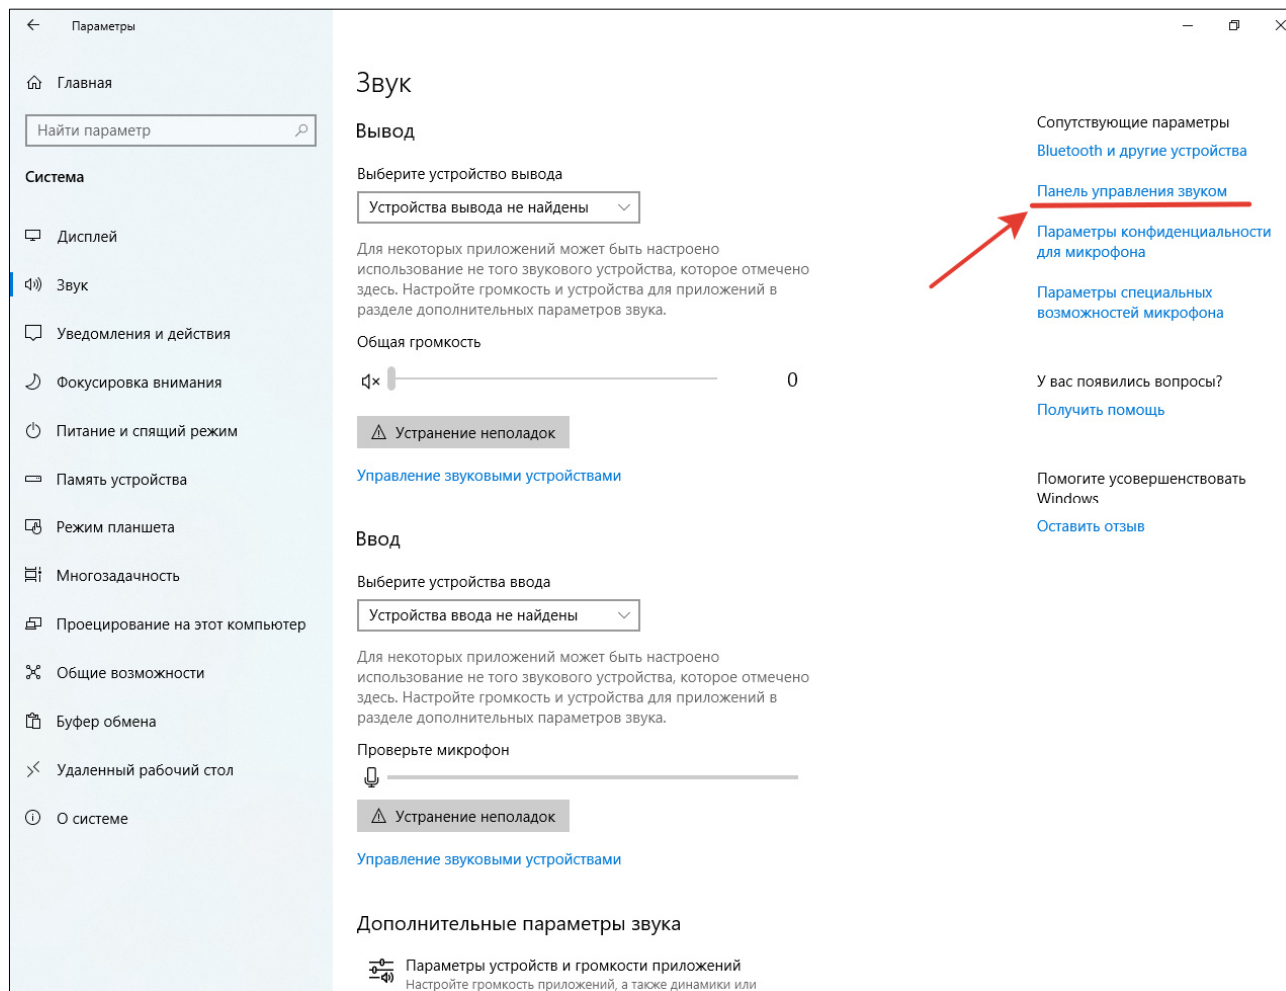 Параметры
Главная
Найти параметр
Система
Дисплей
Звук
Уведомления и действия
Фокусировка внимания
Питание и спящий режим
Память устройства
Режим планшета
Многозадачность
Проецирование на этот компьютер
Общие возможности
Буфер обмена
Удаленный рабочий стол
О системе
Звук
Вывод
Выберите устройство вывода
Устройства вывода не найдены
Для некоторых приложений может быть настроено
использование не того звукового устройства, которое отмечено
здесь. Настройте громкость и устройства для приложений в
разделе дополнительных параметров звука.
Общая громкость
0
Устранение неполадок
Управление звуковыми устройствами
Ввод
Выберите устройства ввода
Устройства ввода не найдены
Для некоторых приложений может быть настроено
использование не того звукового устройства, которое отмечено
здесь. Настройте громкость и устройства для приложений в
разделе дополнительных параметров звука.
Проверьте микрофон
Устранение неполадок
Управление звуковыми устройствами
Дополнительные параметры звука
Параметры устройств и громкости приложений
Настройте громкость приложений, а также динамики или
Сопутствующие параметры
Bluetooth и другие устройства
Панель управления звуком
Параметры конфиденциальности
для микрофона
Параметры специальных
возможностей микрофона
У вас появились вопросы?
Получить помощь
Помогите усовершенствовать
Windows
Оставить отзыв